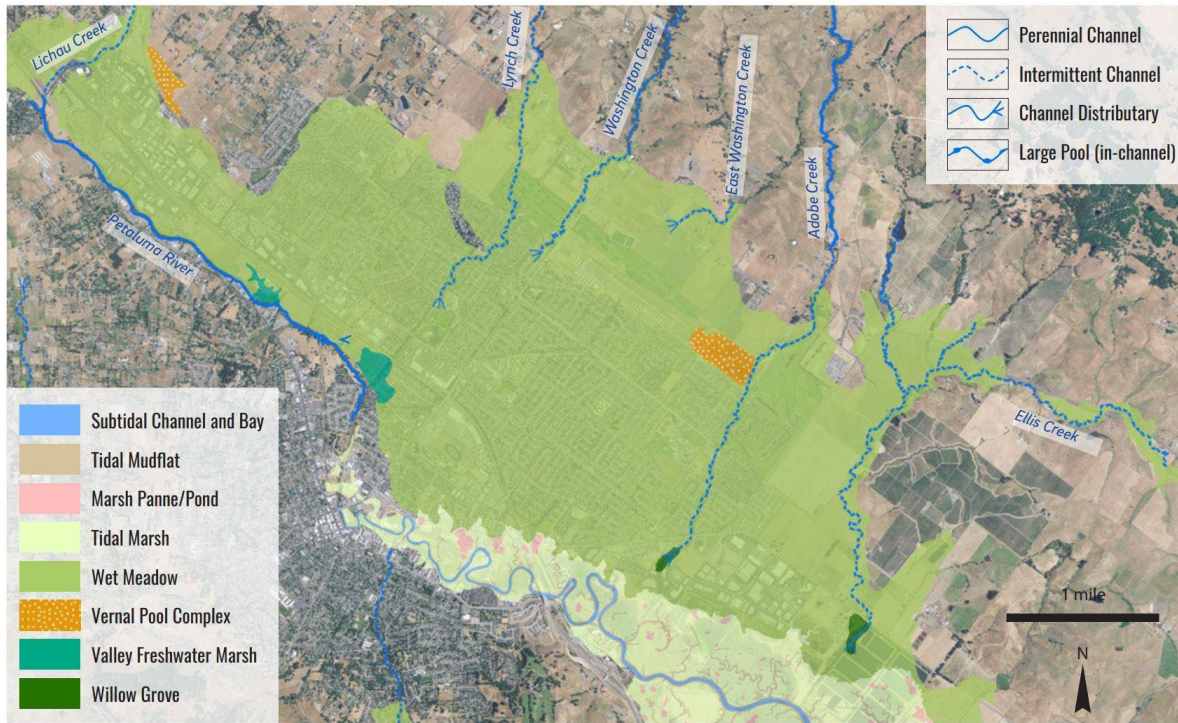 Lichau Creek
Lynch Creek
Washington Creek
East Washington Creek
Adobe Creek
Petaluma River
Ellis Creek
Perennial Channel
Intermittent Channel
Channel Distributary
Large Pool (in-channel)
Subtidal Channel and Bay
Tidal Mudflat
Marsh Panne/Pond
Tidal Marsh
Wet Meadow
Vernal Pool Complex
Valley Freshwater Marsh
Willow Grove
1 mile
N